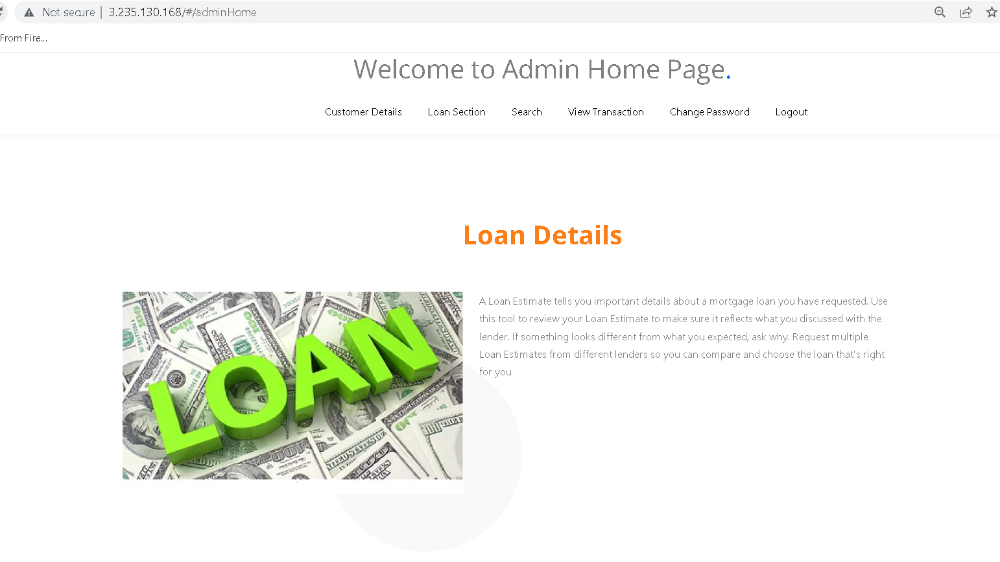 Not secure | 3.235.130.168/#/adminHome
From Fire...
Welcome to Admin Home Page.
Customer Details Loan Section Search View Transaction Change Password Logout
Loan Details
LOAN
A Loan Estimate tells you important details about a mortgage loan you have requested. Use
this tool to review your Loan Estimate to make sure it reflects what you discussed with the
lender. If something looks different from what you expected, ask why. Request multiple
Loan Estimates from different lenders so you can compare and choose the loan that's right
for you